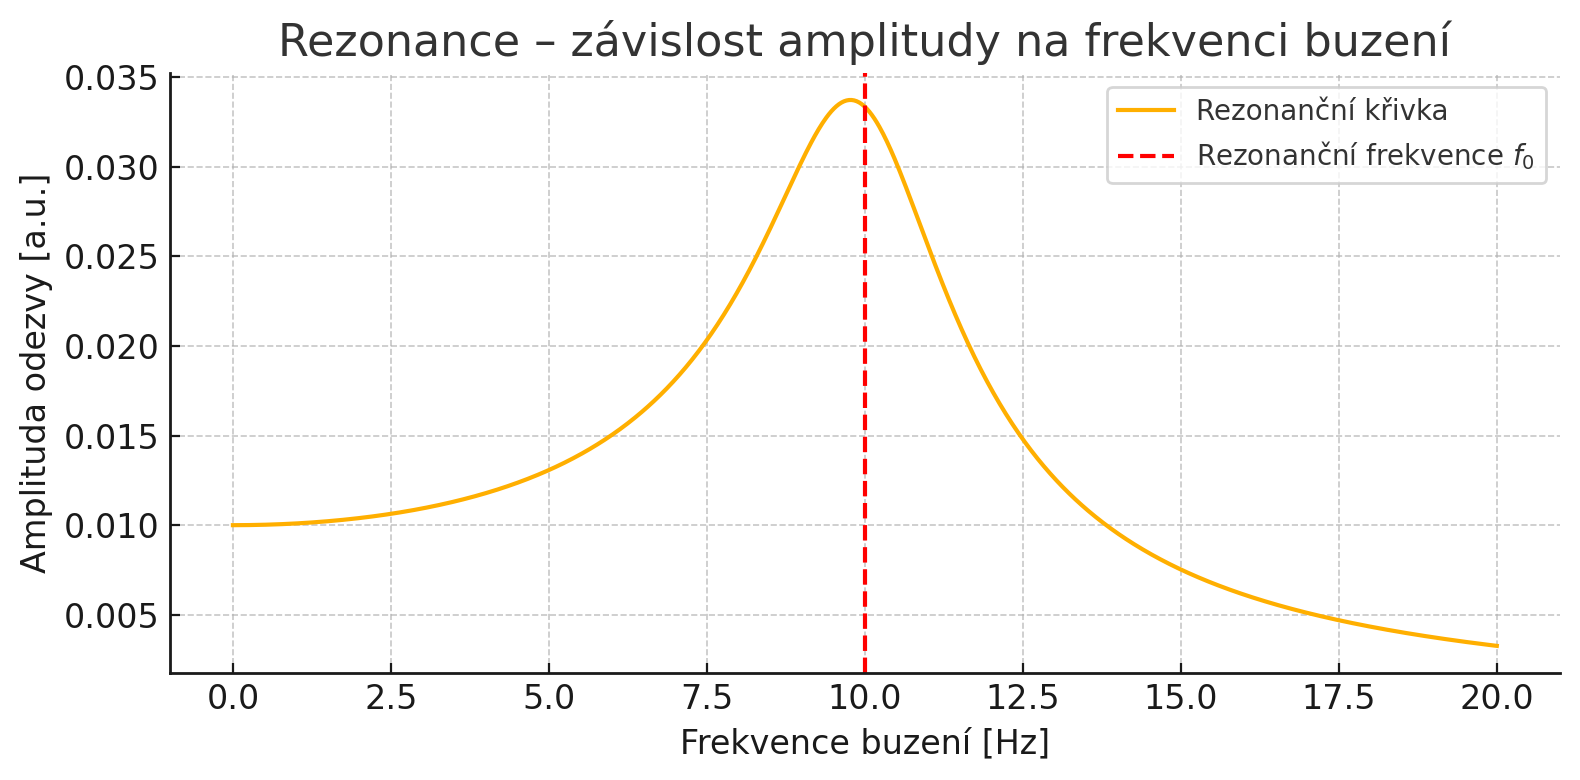 Rezonance – závislost amplitudy na frekvenci buzení
Amplituda odezvy [a.u.]
0.035
0.030
0.025
0.020
0.015
0.010
0.005
Rezonanční křivka
Rezonanční frekvence f₀
0.0 2.5 5.0 7.5 10.0 12.5 15.0 17.5 20.0
Frekvence buzení [Hz]